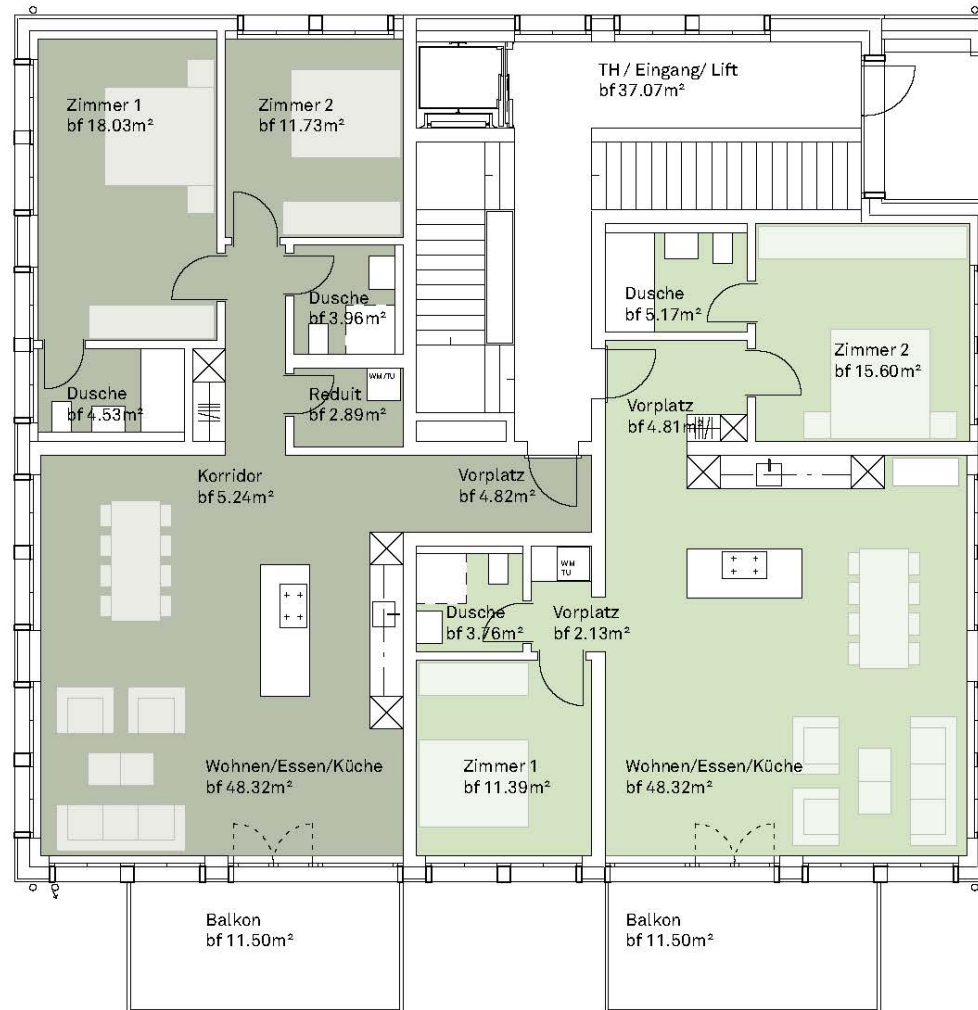 TH / Eingang/ Lift
bf 37.07m²
Zimmer 1
bf 18.03m²
Zimmer 2
bf 11.73m²
Dusche
bf 3.96m²
Dusche
bf 5.17m²
Zimmer 2
bf 15.60m²
Dusche
bf 4.53m²
Reduit
bf 2.89m²
WM/TU
Vorplatz
bf 4.81m²
Korridor
bf 5.24m²
Vorplatz
bf 4.82m²
WM
TU
Dusche
bf 3.76m²
Vorplatz
bf 2.13m²
Wohnen/Essen/Küche
bf 48.32m²
Zimmer 1
bf 11.39m²
Wohnen/Essen/Küche
bf 48.32m²
Balkon
bf 11.50m²
Balkon
bf 11.50m²